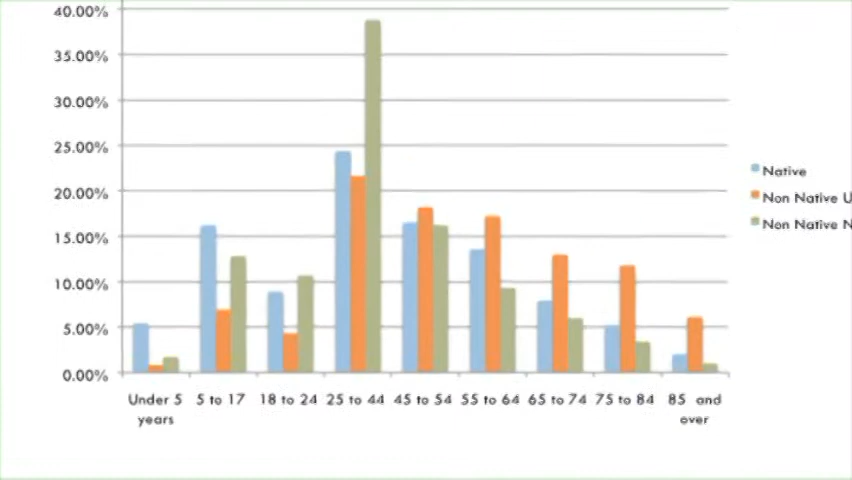 40.00%
35.00%
30.00%
25.00%
20.00%
15.00%
10.00%
5.00%
0.00%
Under 5 years
5 to 17
18 to 24
25 to 44
45 to 54
55 to 64
65 to 74
75 to 84
85 and over
Native
Non Native U
Non Native N